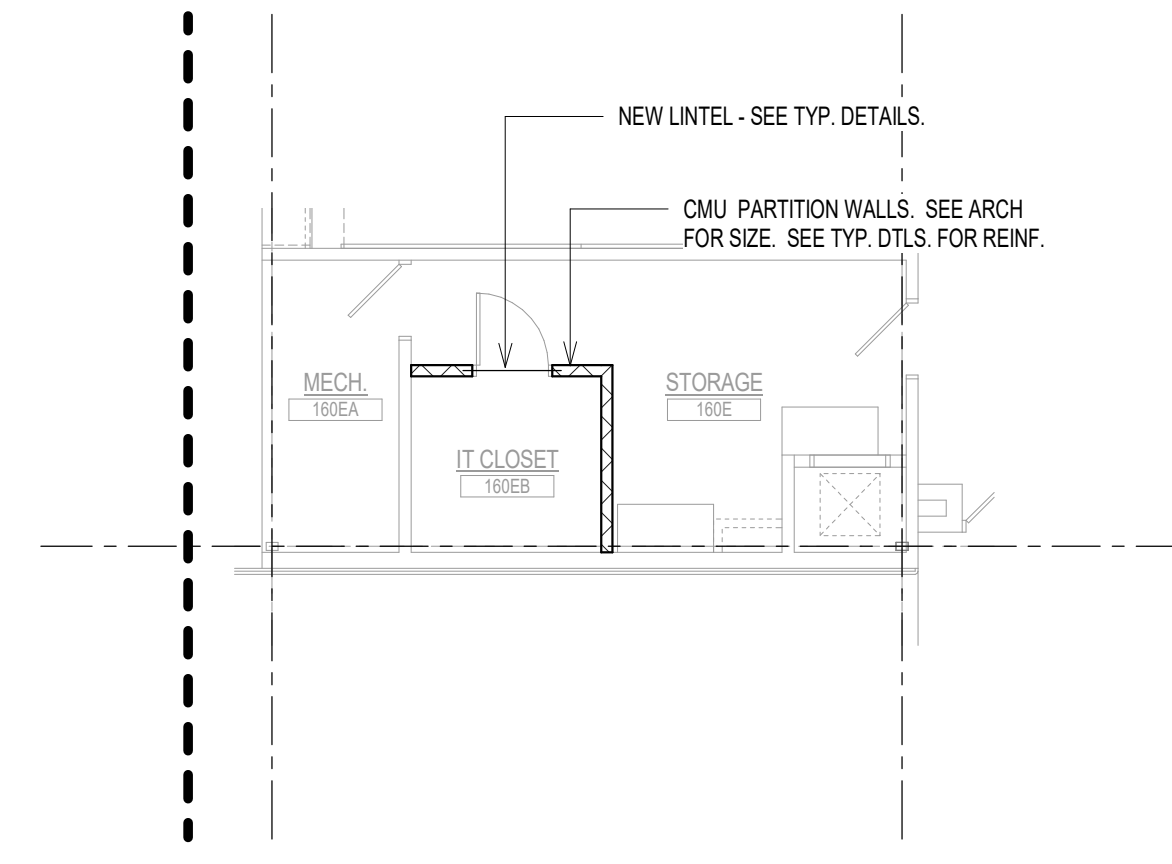 NEW LINTEL - SEE TYP. DETAILS.
CMU PARTITION WALLS. SEE ARCH
FOR SIZE. SEE TYP. DTLS. FOR REINF.
MECH.
160EA
STORAGE
160E
IT CLOSET
160EB